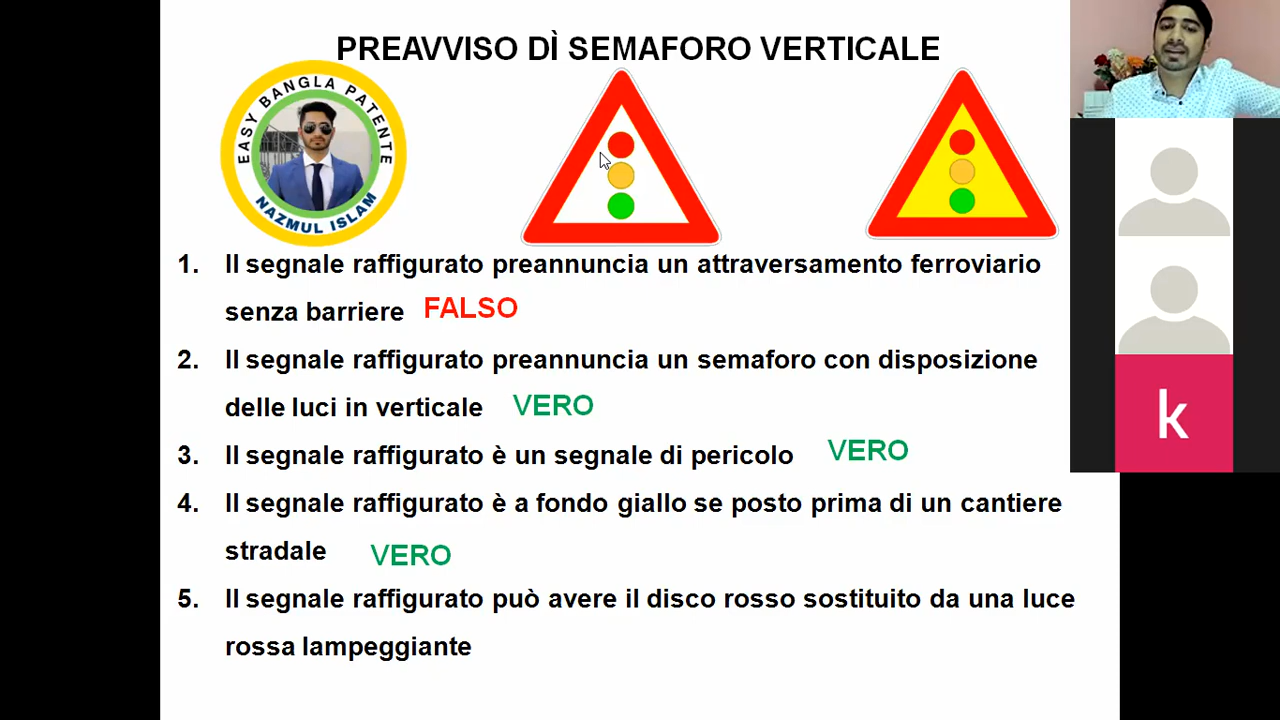 PREAVVISO DÌ SEMAFORO VERTICALE
EASY BANGLA PATENTE
NAZMUL ISLAM
1. Il segnale raffigurato preannuncia un attraversamento ferroviario
senza barriere FALSO
2. Il segnale raffigurato preannuncia un semaforo con disposizione
delle luci in verticale VERO
3. Il segnale raffigurato è un segnale di pericolo VERO
4. Il segnale raffigurato è a fondo giallo se posto prima di un cantiere
stradale VERO
5. Il segnale raffigurato può avere il disco rosso sostituito da una luce
rossa lampeggiante
k